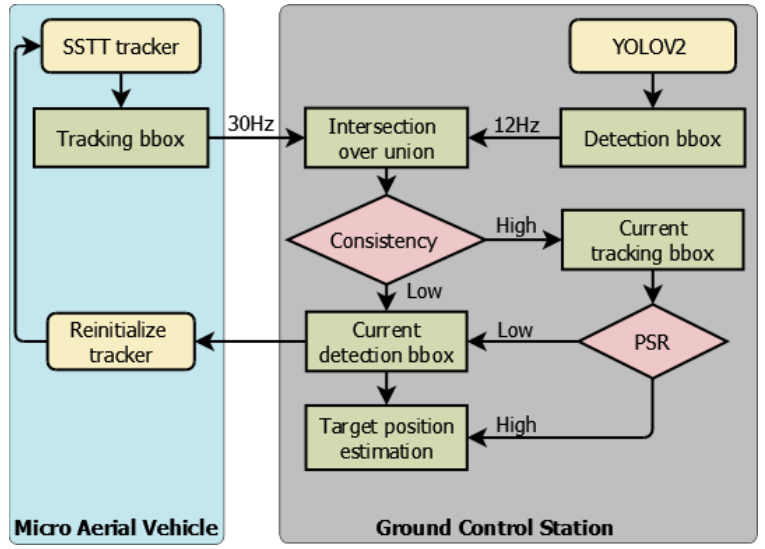 SSTT tracker
YOLOV2
Tracking bbox
30Hz
Intersection
over union
12Hz
Detection bbox
Consistency
High
Current
tracking bbox
Low
Reinitialize
tracker
Current
detection bbox
Low
PSR
Target position
estimation
High
Micro Aerial Vehicle
Ground Control Station